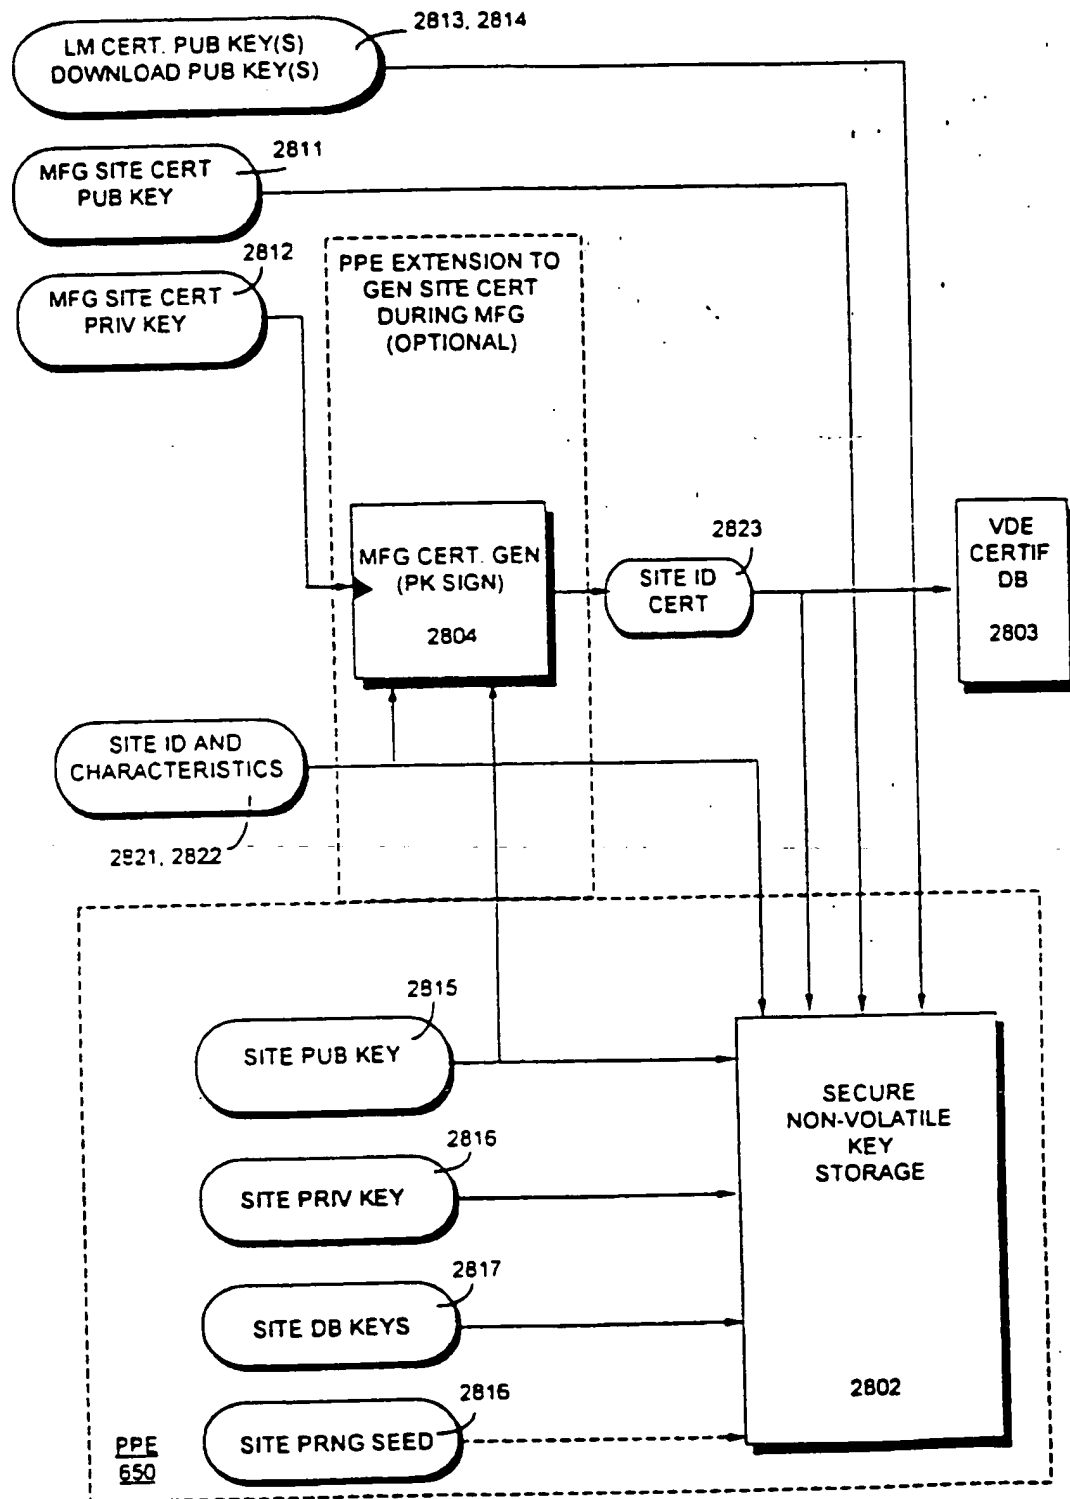 2813, 2814
LM CERT. PUB KEY(S)
DOWNLOAD PUB KEY(S)
2811
MFG SITE CERT
PUB KEY
2812
MFG SITE CERT
PRIV KEY
PPE EXTENSION TO
GEN SITE CERT
DURING MFG
(OPTIONAL)
MFG CERT. GEN
(PK SIGN)
2804
2823
SITE ID
CERT
VDE
CERTIF
DB
2803
SITE ID AND
CHARACTERISTICS
2821, 2822
2815
SITE PUB KEY
2816
SITE PRIV KEY
2817
SITE DB KEYS
2816
SITE PRNG SEED
SECURE
NON-VOLATILE
KEY
STORAGE
2802
PPE
650